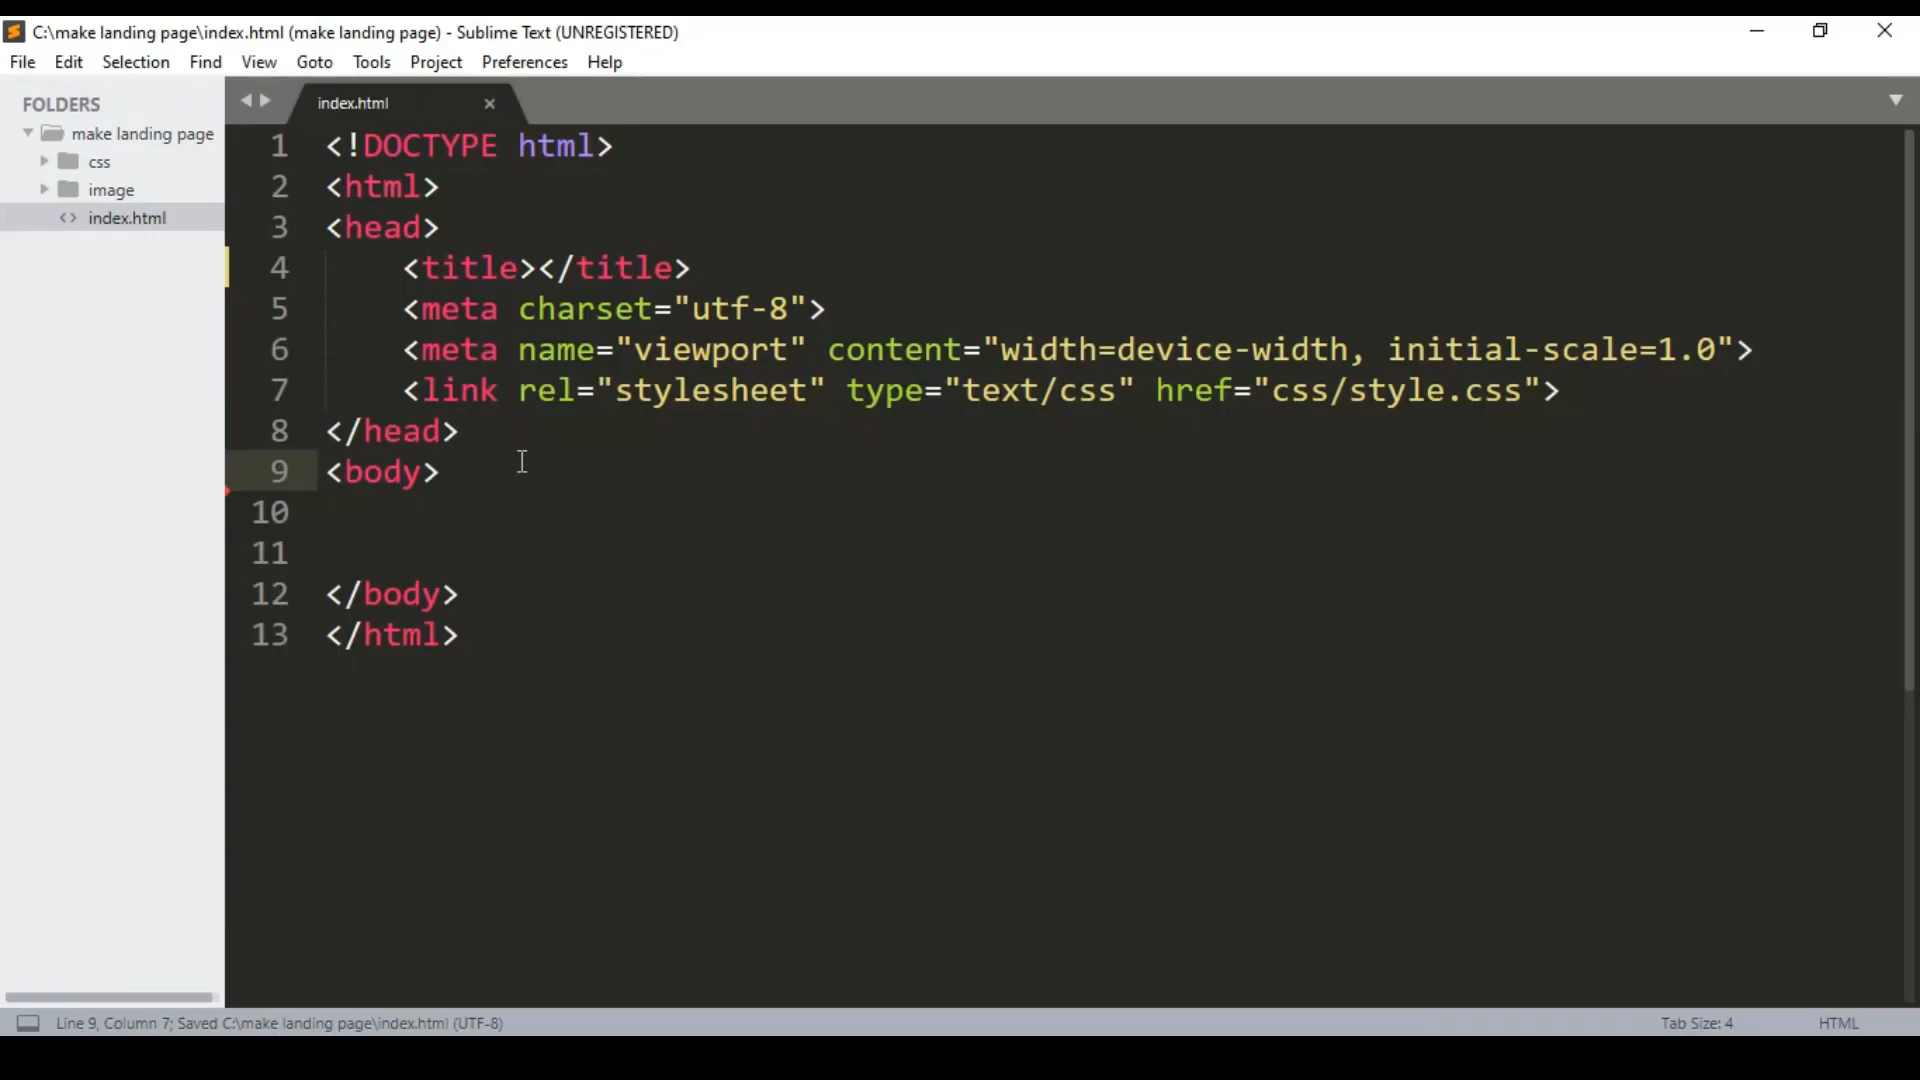 C:\make landing page\index.html (make landing page) - Sublime Text (UNREGISTERED)
File Edit Selection Find View Goto Tools Project Preferences Help
FOLDERS
make landing page
css
image
<> index.html
index.html
1 <!DOCTYPE html>
2 <html>
3 <head>
4 <title></title>
5 <meta charset="utf-8">
6 <meta name="viewport" content="width=device-width, initial-scale=1.0">
7 <link rel="stylesheet" type="text/css" href="css/style.css">
8 </head>
9 <body>
10
11
12 </body>
13 </html>
Line 9, Column 7; Saved C:\make landing page\index.html (UTF-8) Tab Size: 4 HTML